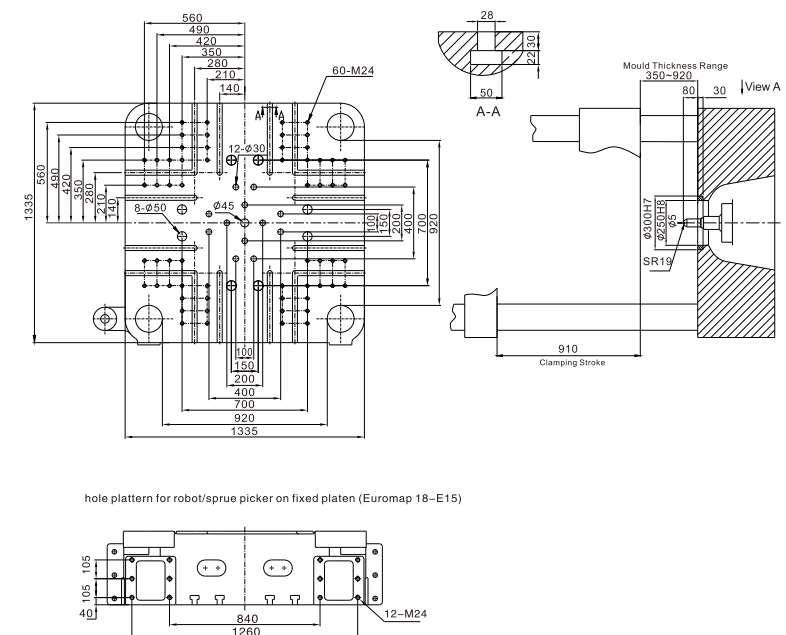 560
490
420
350
280
210
140
60-M24
A A
12-Ø30
Ø45
8-Ø50
1335
560
490
420
350
280
210
140
100
150
200
400
700
920
100
150
200
400
700
920
1335
28
30
22
50
A-A
Mould Thickness Range
350~920
80 30
View A
Ø300H7
Ø250H8
Ø5
SR19
910
Clamping Stroke
hole plattern for robot/sprue picker on fixed platen (Euromap 18-E15)
105
105
40
840
1260
12-M24